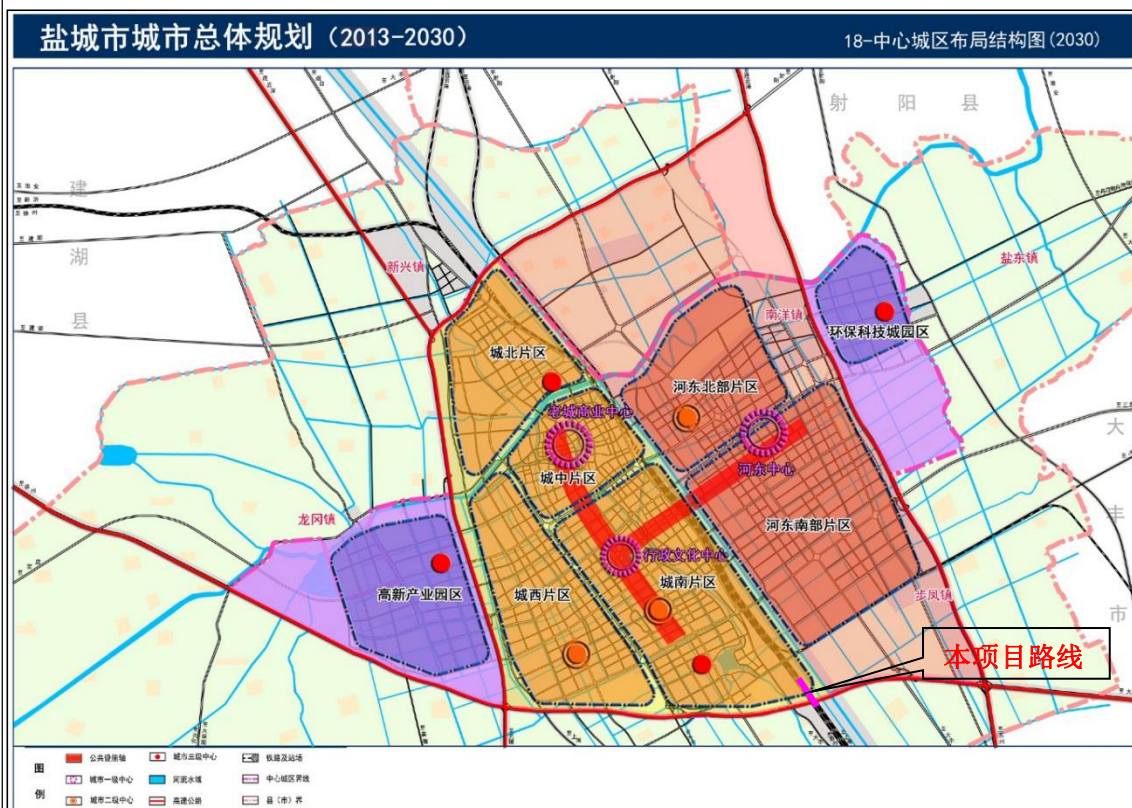 盐城市城市总体规划（2013-2030）
18-中心城区布局结构图(2030)
射阳县
建湖县
新兴镇
盐东镇
南洋镇
环保科技城园区
城北片区
河东北部片区
老城商业中心
河东中心
城中片区
大丰市
龙冈镇
河东南部片区
行政文化中心
城南片区
高新产业园区
城西片区
步凤镇
本项目路线
图例
公共设施轴
城市三级中心
铁路及站场
城市一级中心
河流水域
中心城区界线
城市二级中心
高速公路
县（市）界